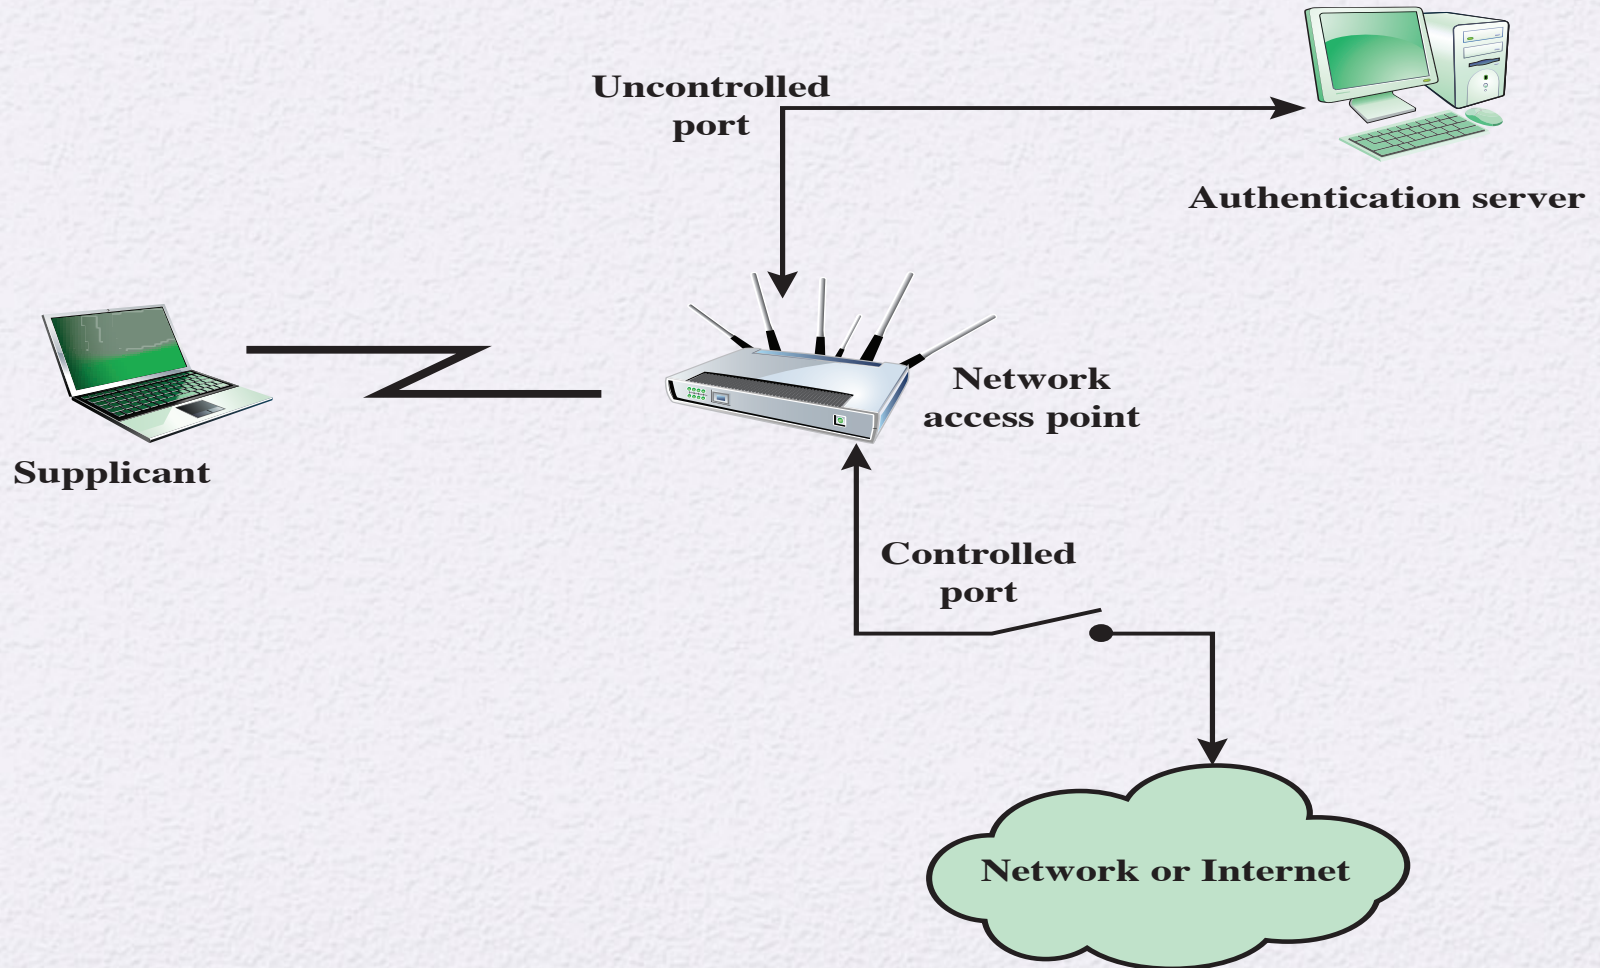 Uncontrolled
port
Authentication server
Network
access point
Supplicant
Controlled
port
Network or Internet